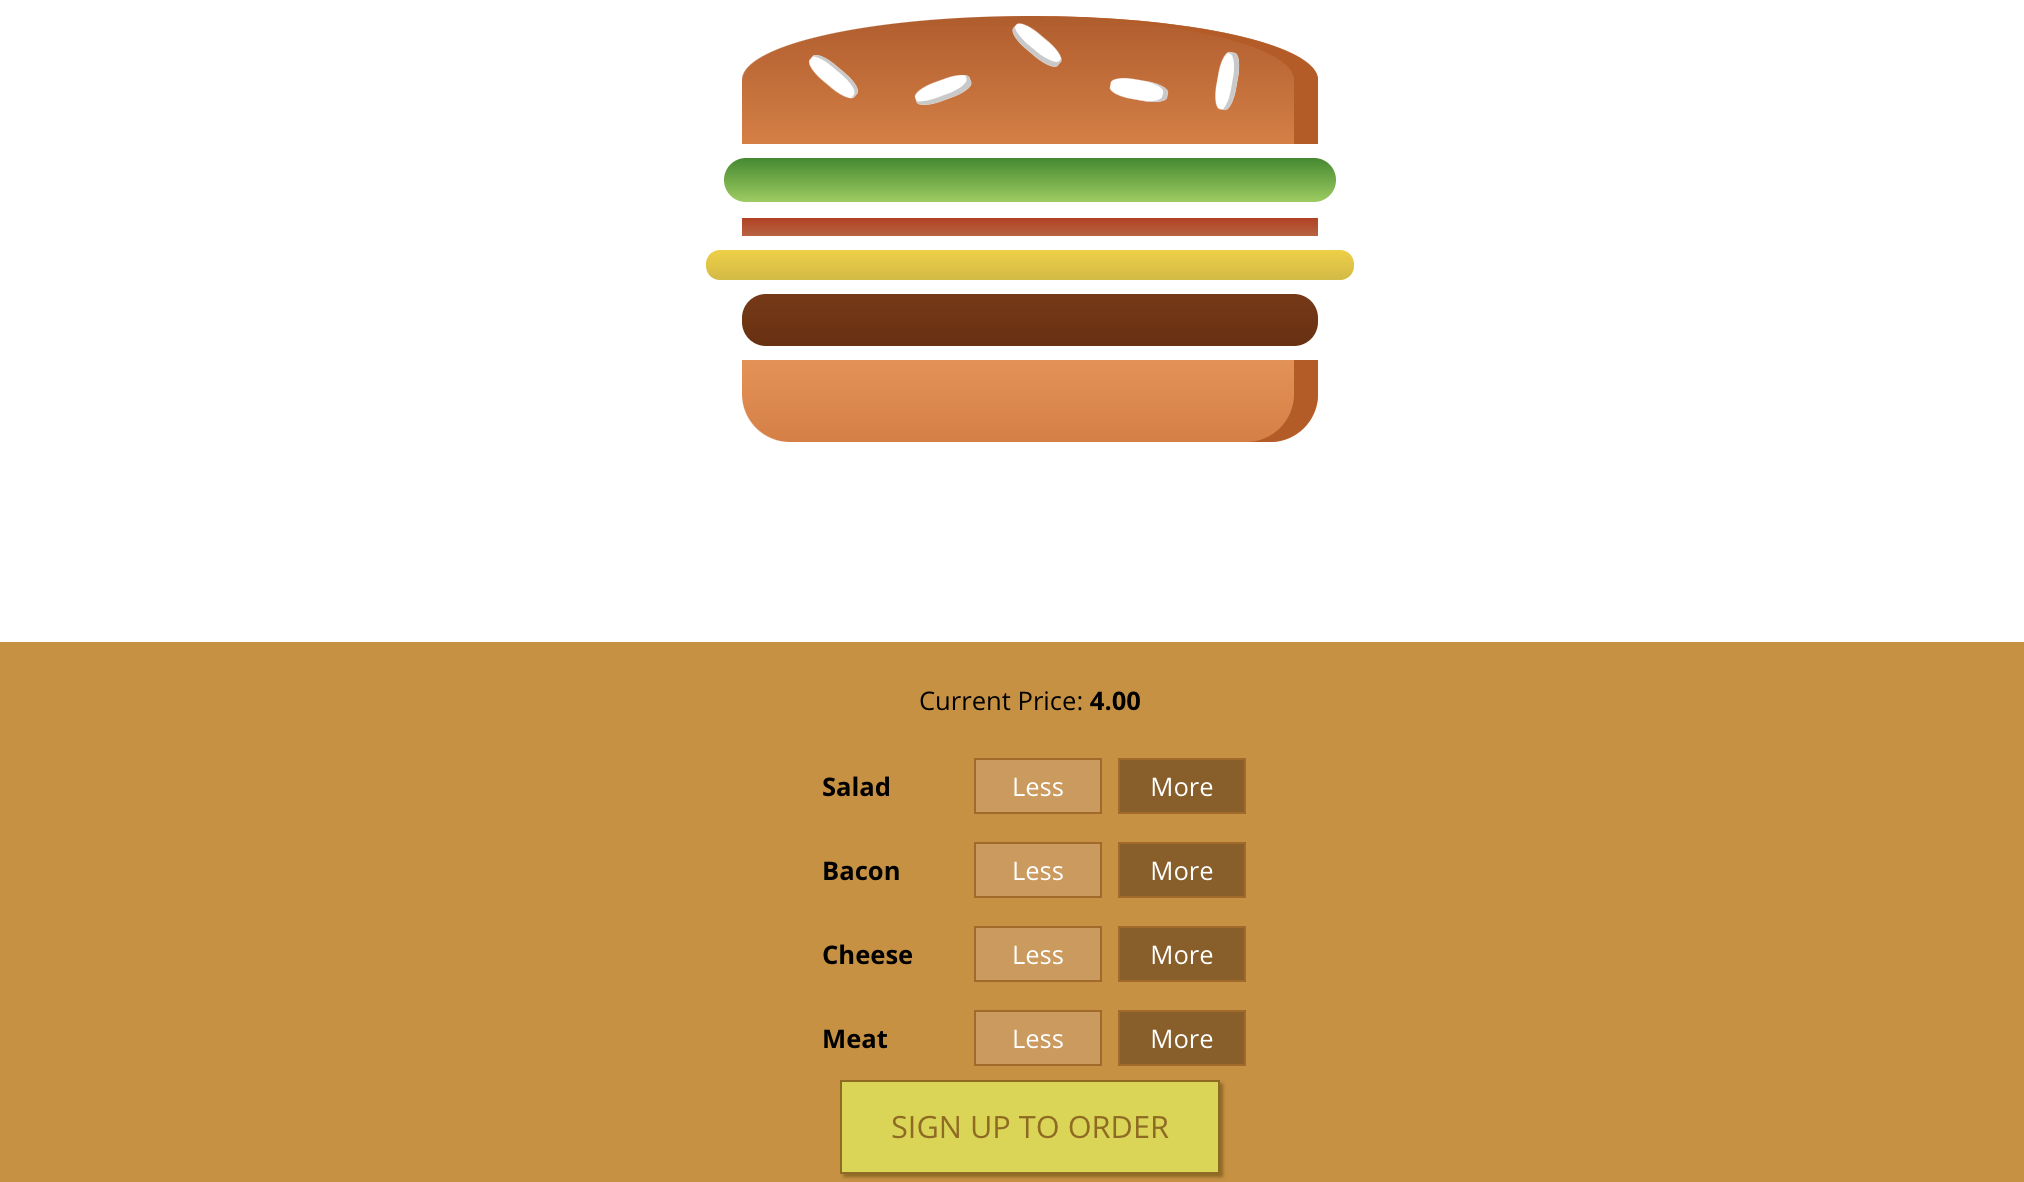 Current Price: 4.00
Salad Less More
Bacon Less More
Cheese Less More
Meat Less More
SIGN UP TO ORDER